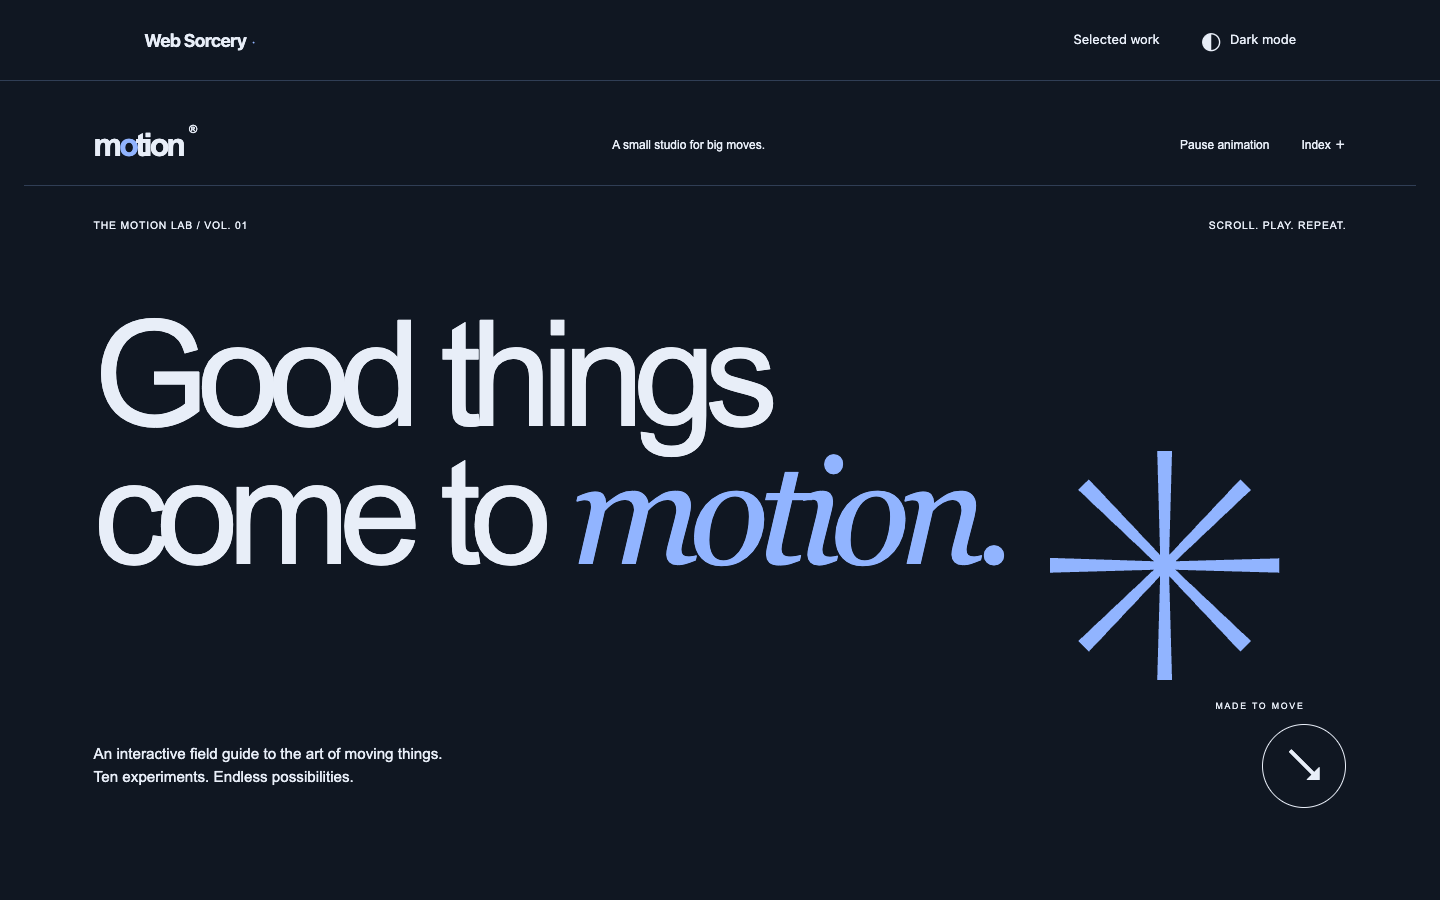 Web Sorcery
Selected work
Dark mode
motion ®
A small studio for big moves.
Pause animation
Index +
THE MOTION LAB / VOL. 01
SCROLL. PLAY. REPEAT.
Good things
come to motion.
MADE TO MOVE
An interactive field guide to the art of moving things.
Ten experiments. Endless possibilities.